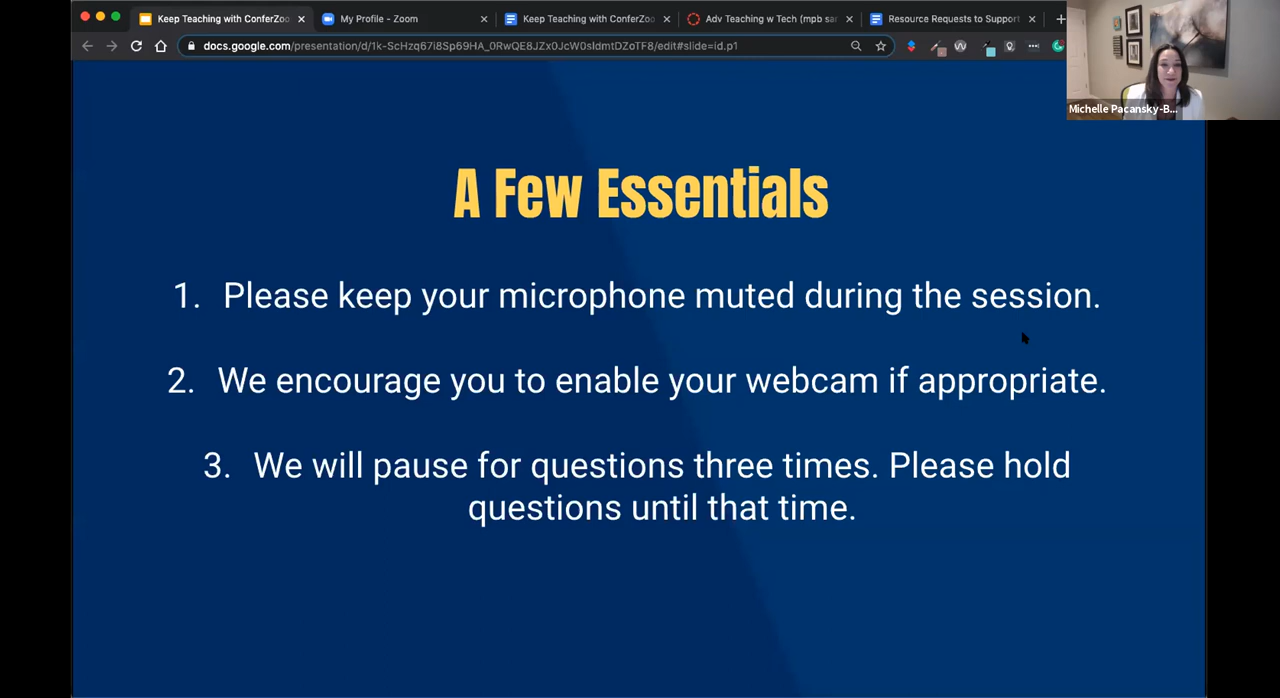 Keep Teaching with ConferZoo
My Profile - Zoom
Keep Teaching with ConferZoo
Adv Teaching w Tech (mpb sar
Resource Requests to Support
docs.google.com/presentation/d/1k-ScHzq67i8Sp69HA_0RwQE8JZx0JcW0sIdmtDZoTF8/edit#slide=id.p1
Michelle Pacansky-B...
A Few Essentials
1. Please keep your microphone muted during the session.
2. We encourage you to enable your webcam if appropriate.
3. We will pause for questions three times. Please hold
questions until that time.